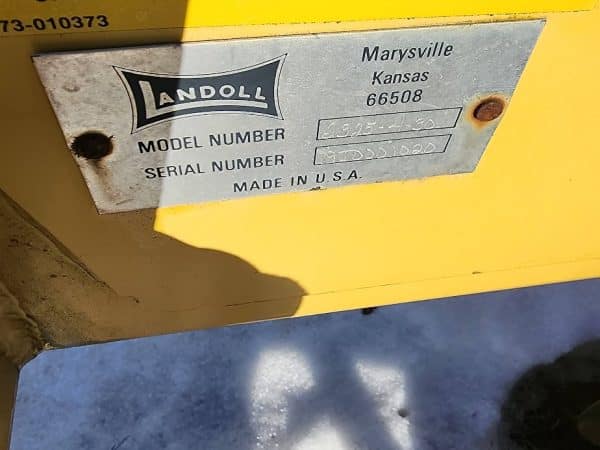 73-010373
LANDOLL
Marysville
Kansas
66508
MODEL NUMBER
SERIAL NUMBER
MADE IN U.S.A.